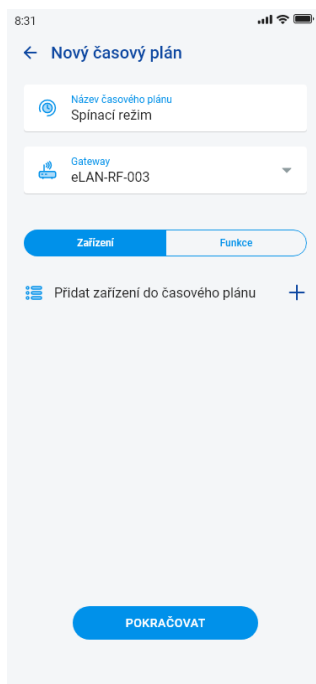 8:31
Nový časový plán
Název časového plánu
Spínací režim
Gateway
eLAN-RF-003
Zařízení
Funkce
Přidat zařízení do časového plánu
POKRAČOVAT